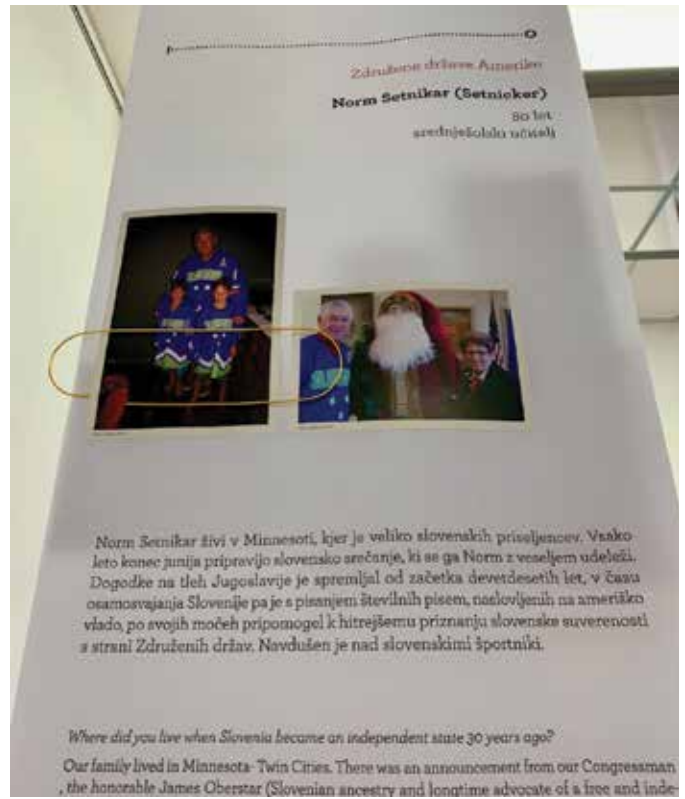 Združene države Amerike
Norm Setnikar (Setnicker)
80 let
srednješolski učitelj
Norm Setnikar živi v Minnesoti, kjer je veliko slovenskih priseljencev. Vsako
leto konec junija pripravijo slovensko srečanje, ki se ga Norm z veseljem udeleži.
Dogodke na tleh Jugoslavije je spremljal od začetka devetdesetih let, v času
osamosvajanja Slovenije pa je s pisanjem številnih pisem, naslovljenih na ameriško
vlado, po svojih močeh pripomogel k hitrejšemu priznanju slovenske suverenosti
s strani Združenih držav. Navdušen je nad slovenskimi športniki.
Where did you live when Slovenia became an independent state 30 years ago?
Our family lived in Minnesota- Twin Cities. There was an announcement from our Congressman
, the honorable James Oberstar (Slovenian ancestry and longtime advocate of a free and inde-